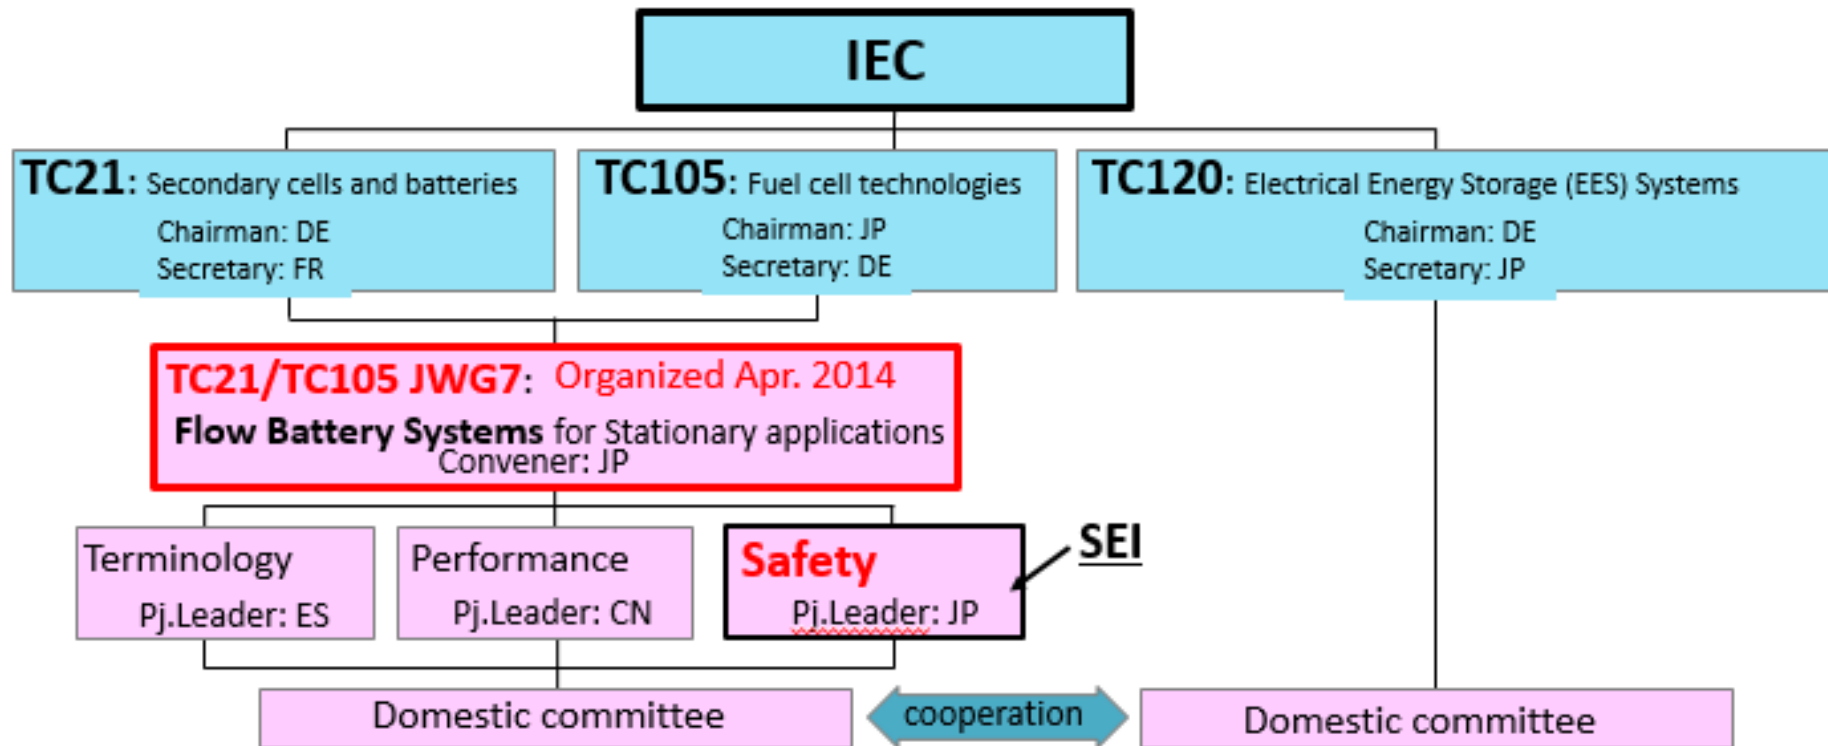 IEC
TC21: Secondary cells and batteries
Chairman: DE
Secretary: FR
TC105: Fuel cell technologies
Chairman: JP
Secretary: DE
TC120: Electrical Energy Storage (EES) Systems
Chairman: DE
Secretary: JP
TC21/TC105 JWG7: Organized Apr. 2014
Flow Battery Systems for Stationary applications
Convener: JP
Terminology
Pj.Leader: ES
Performance
Pj.Leader: CN
Safety
Pj.Leader: JP
SEI
Domestic committee
cooperation
Domestic committee